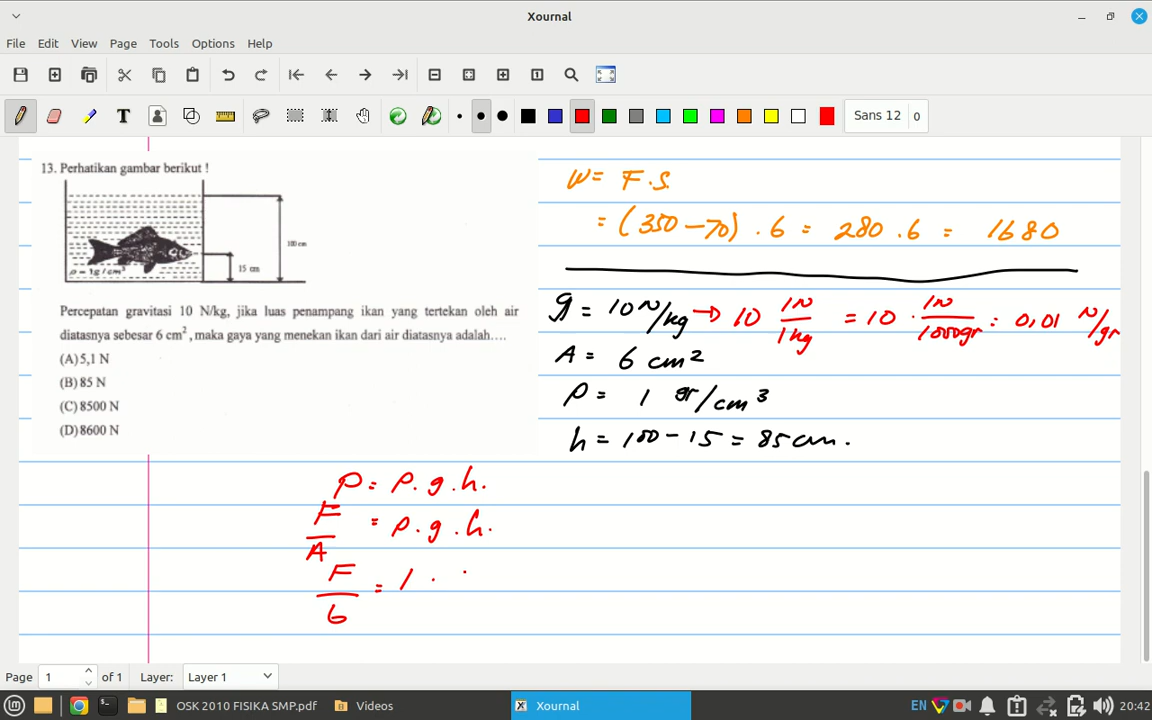 Xournal
File Edit View Page Tools Options Help
Sans 12 0
13. Perhatikan gambar berikut !
100 cm
15 cm
ρ = 1g / cm³
Percepatan gravitasi 10 N/kg, jika luas penampang ikan yang tertekan oleh air
diatasnya sebesar 6 cm², maka gaya yang menekan ikan dari air diatasnya adalah....
(A) 5,1 N
(B) 85 N
(C) 8500 N
(D) 8600 N
W = F.S.
= (350 - 70) . 6 = 280 . 6 = 1680
g = 10 N/kg → 10 1N/1kg = 10 . 1N/1000gr = 0,01 N/gr
A = 6 cm²
ρ = 1 gr/cm³
h = 100 - 15 = 85 cm.
P = ρ . g . h.
F/A = ρ . g . h.
F/6 = 1 .
Page 1 of 1 Layer: Layer 1
OSK 2010 FISIKA SMP.pdf Videos Xournal EN 20:42